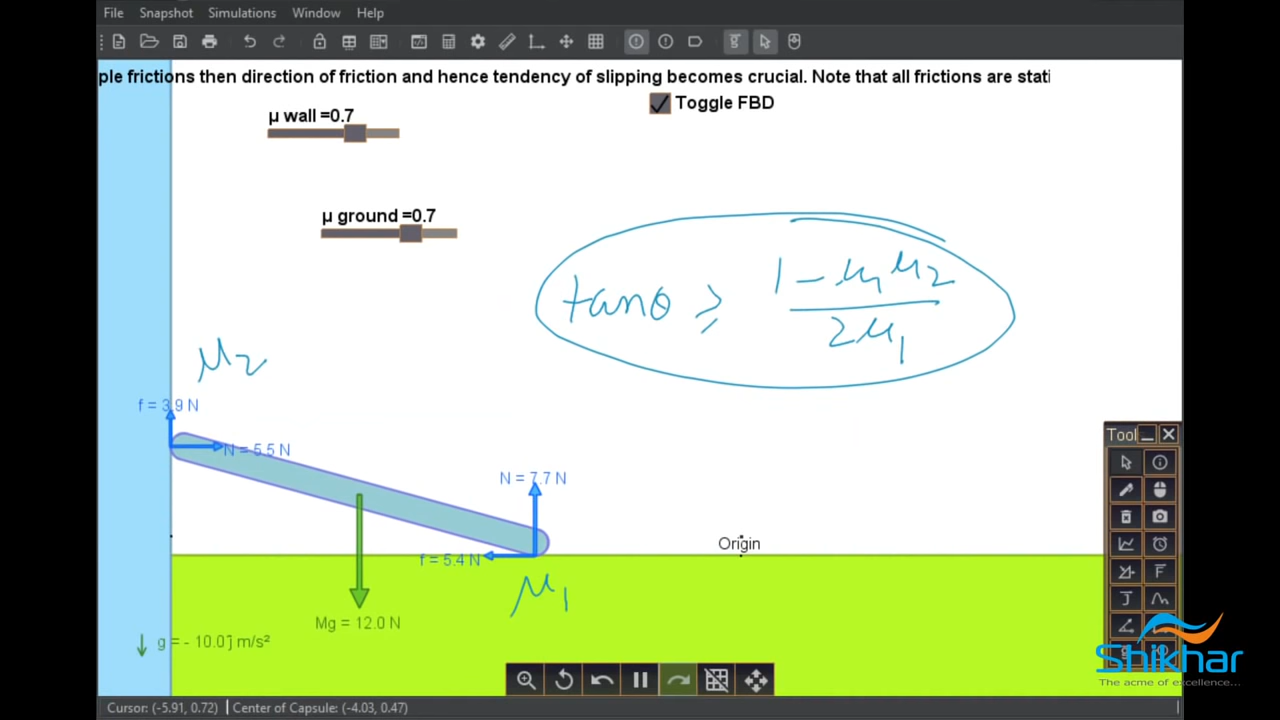 File Snapshot Simulations Window Help
ple frictions then direction of friction and hence tendency of slipping becomes crucial. Note that all frictions are stati
Toggle FBD
μ wall =0.7
μ ground =0.7
tanθ ≥ 1-μ₁μ₂ / 2μ₁
μ₂
f = 3.9 N
N = 5.5 N
N = 7.7 N
f = 5.4 N
μ₁
Origin
Mg = 12.0 N
g = - 10.0 ĵ m/s²
Tool
Shikhar
The acme of excellence...
Cursor: (-5.91, 0.72) Center of Capsule: (-4.03, 0.47)